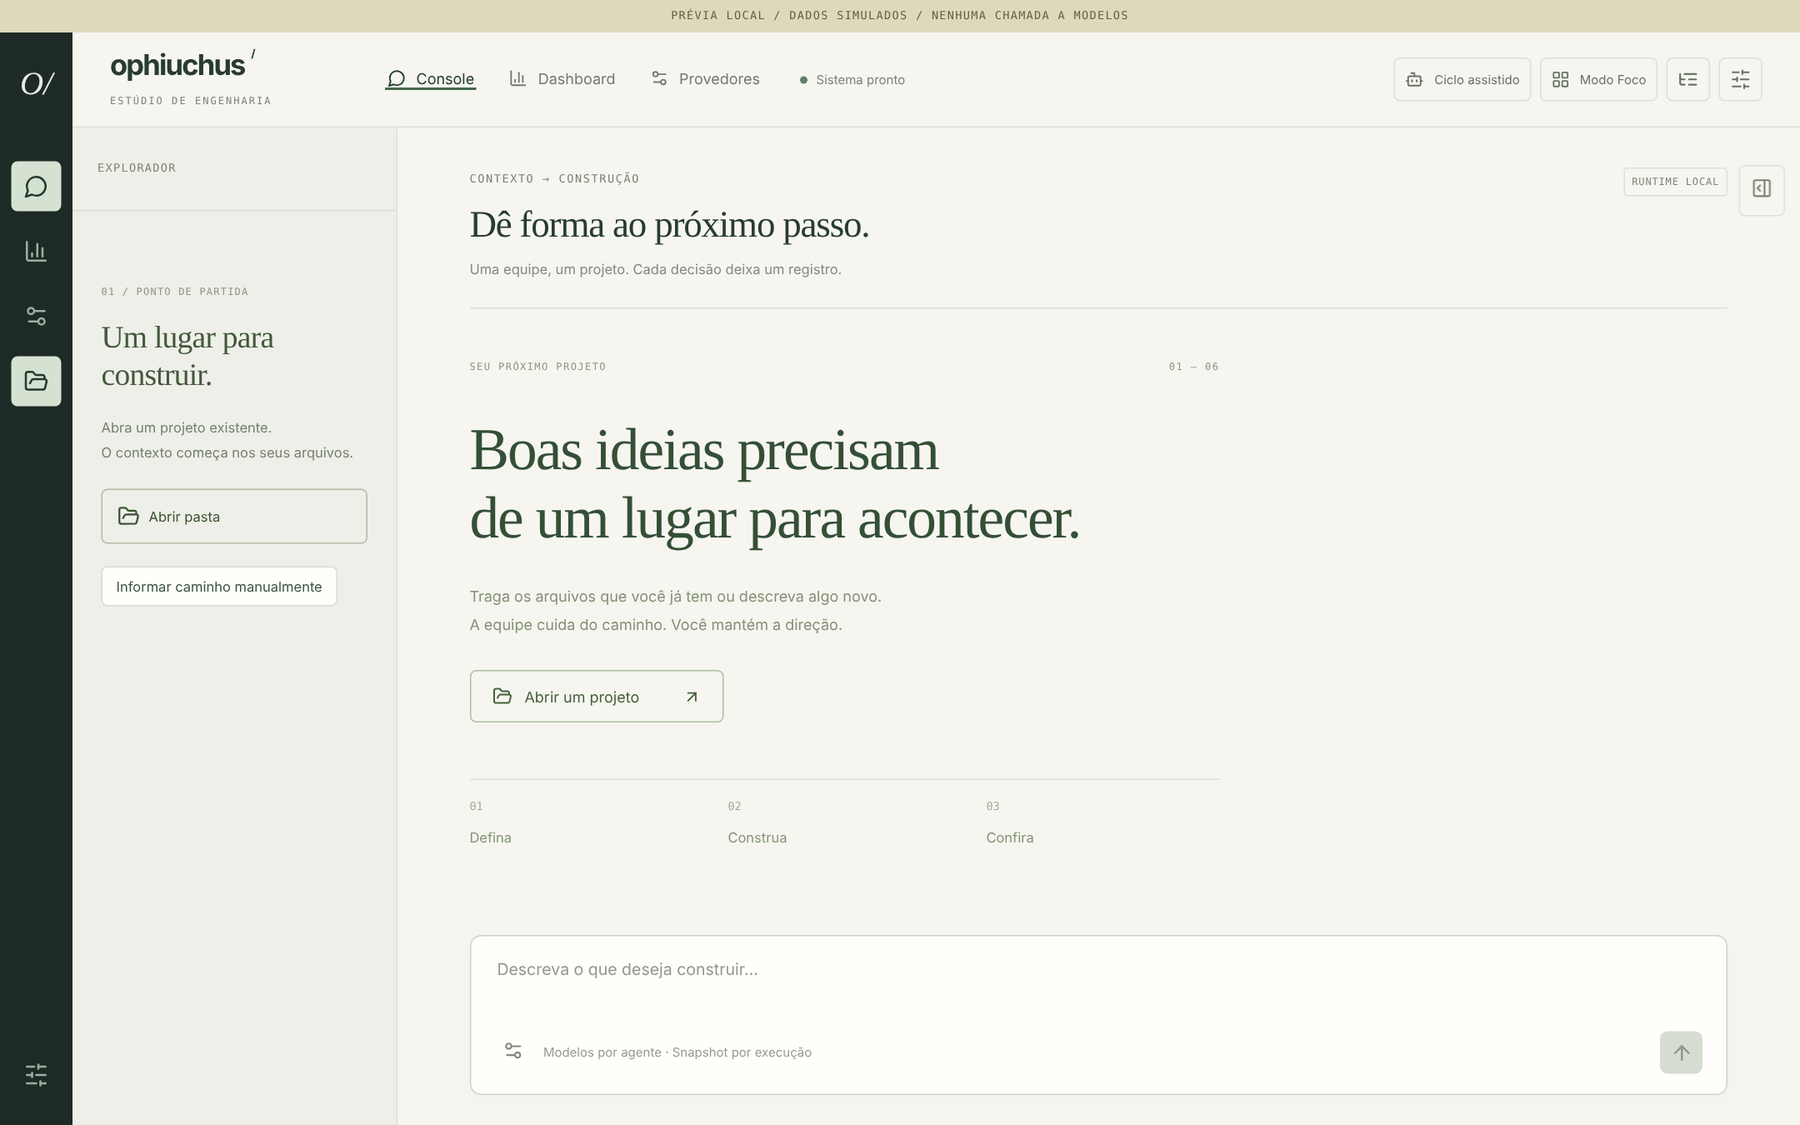 PRÉVIA LOCAL / DADOS SIMULADOS / NENHUMA CHAMADA A MODELOS
O/
ophiuchus /
ESTÚDIO DE ENGENHARIA
Console
Dashboard
Provedores
Sistema pronto
Ciclo assistido
Modo Foco
EXPLORADOR
01 / PONTO DE PARTIDA
Um lugar para
construir.
Abra um projeto existente.
O contexto começa nos seus arquivos.
Abrir pasta
Informar caminho manualmente
CONTEXTO → CONSTRUÇÃO
RUNTIME LOCAL
Dê forma ao próximo passo.
Uma equipe, um projeto. Cada decisão deixa um registro.
SEU PRÓXIMO PROJETO
01 — 06
Boas ideias precisam
de um lugar para acontecer.
Traga os arquivos que você já tem ou descreva algo novo.
A equipe cuida do caminho. Você mantém a direção.
Abrir um projeto
01
Defina
02
Construa
03
Confira
Descreva o que deseja construir...
Modelos por agente · Snapshot por execução